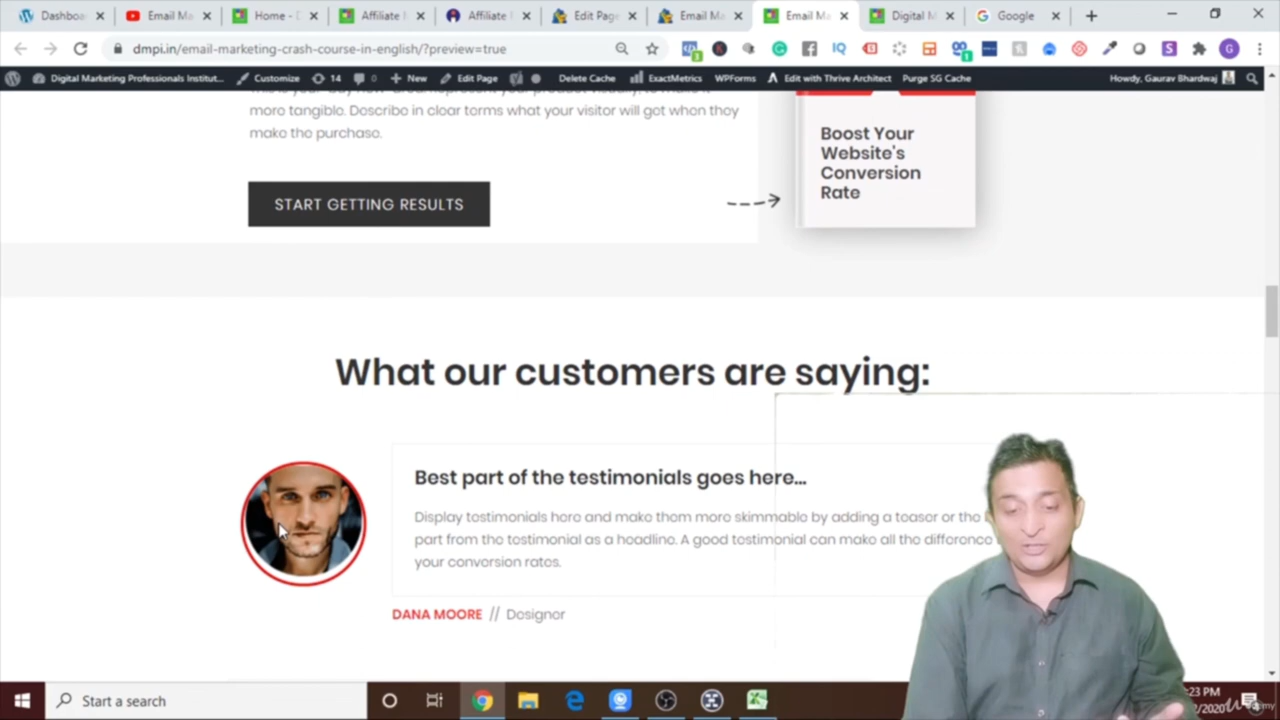 Dashboa
Email Ma
Home - D
Affiliate
Affiliate
Edit Page
Email Ma
Email Ma
Digital M
Google
dmpi.in/email-marketing-crash-course-in-english/?preview=true
Digital Marketing Professionals Institut...
Customize
14
0
New
Edit Page
Delete Cache
ExactMetrics
WPForms
Edit with Thrive Architect
Purge SG Cache
Howdy, Gaurav Bhardwaj
more tangible. Describe in clear terms what your visitor will get when they
make the purchase.
START GETTING RESULTS
Boost Your
Website's
Conversion
Rate
What our customers are saying:
Best part of the testimonials goes here...
Display testimonials here and make them more skimmable by adding a teaser or the
part from the testimonial as a headline. A good testimonial can make all the difference
your conversion rates.
DANA MOORE // Designer
Start a search
:23 PM
/2020